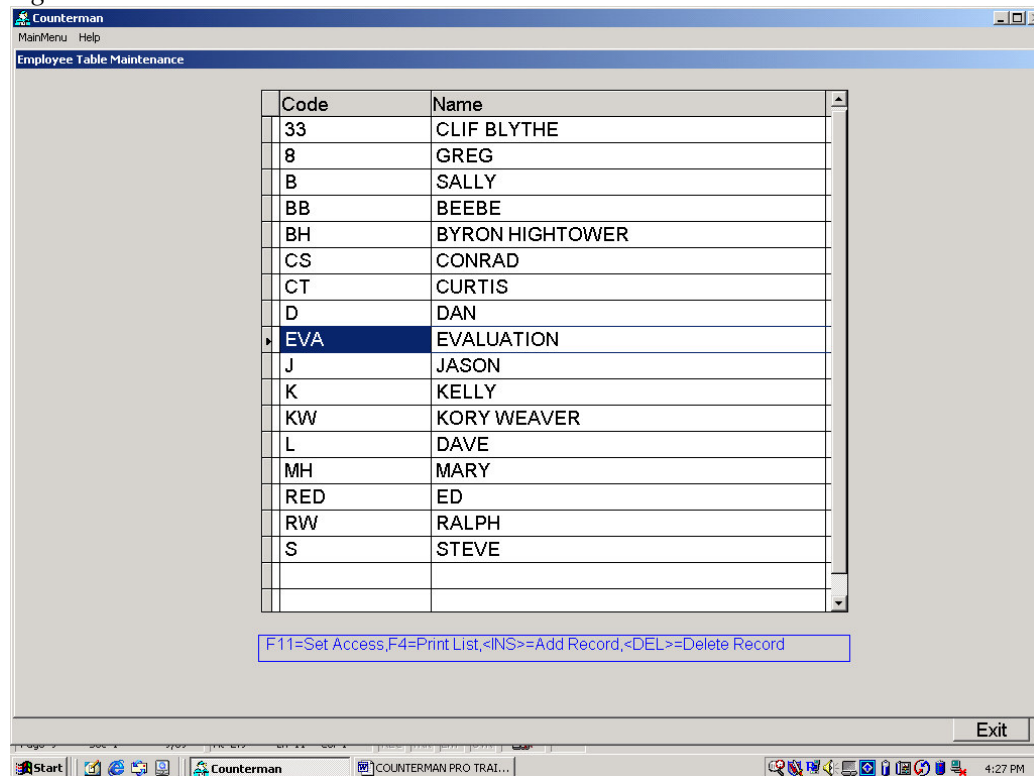 Counterman
MainMenu Help
Employee Table Maintenance
Code Name
33 CLIF BLYTHE
8 GREG
B SALLY
BB BEEBE
BH BYRON HIGHTOWER
CS CONRAD
CT CURTIS
D DAN
EVA EVALUATION
J JASON
K KELLY
KW KORY WEAVER
L DAVE
MH MARY
RED ED
RW RALPH
S STEVE
F11=Set Access,F4=Print List,<INS>=Add Record,<DEL>=Delete Record
Exit
Start Counterman COUNTERMAN PRO TRAI... 4:27 PM